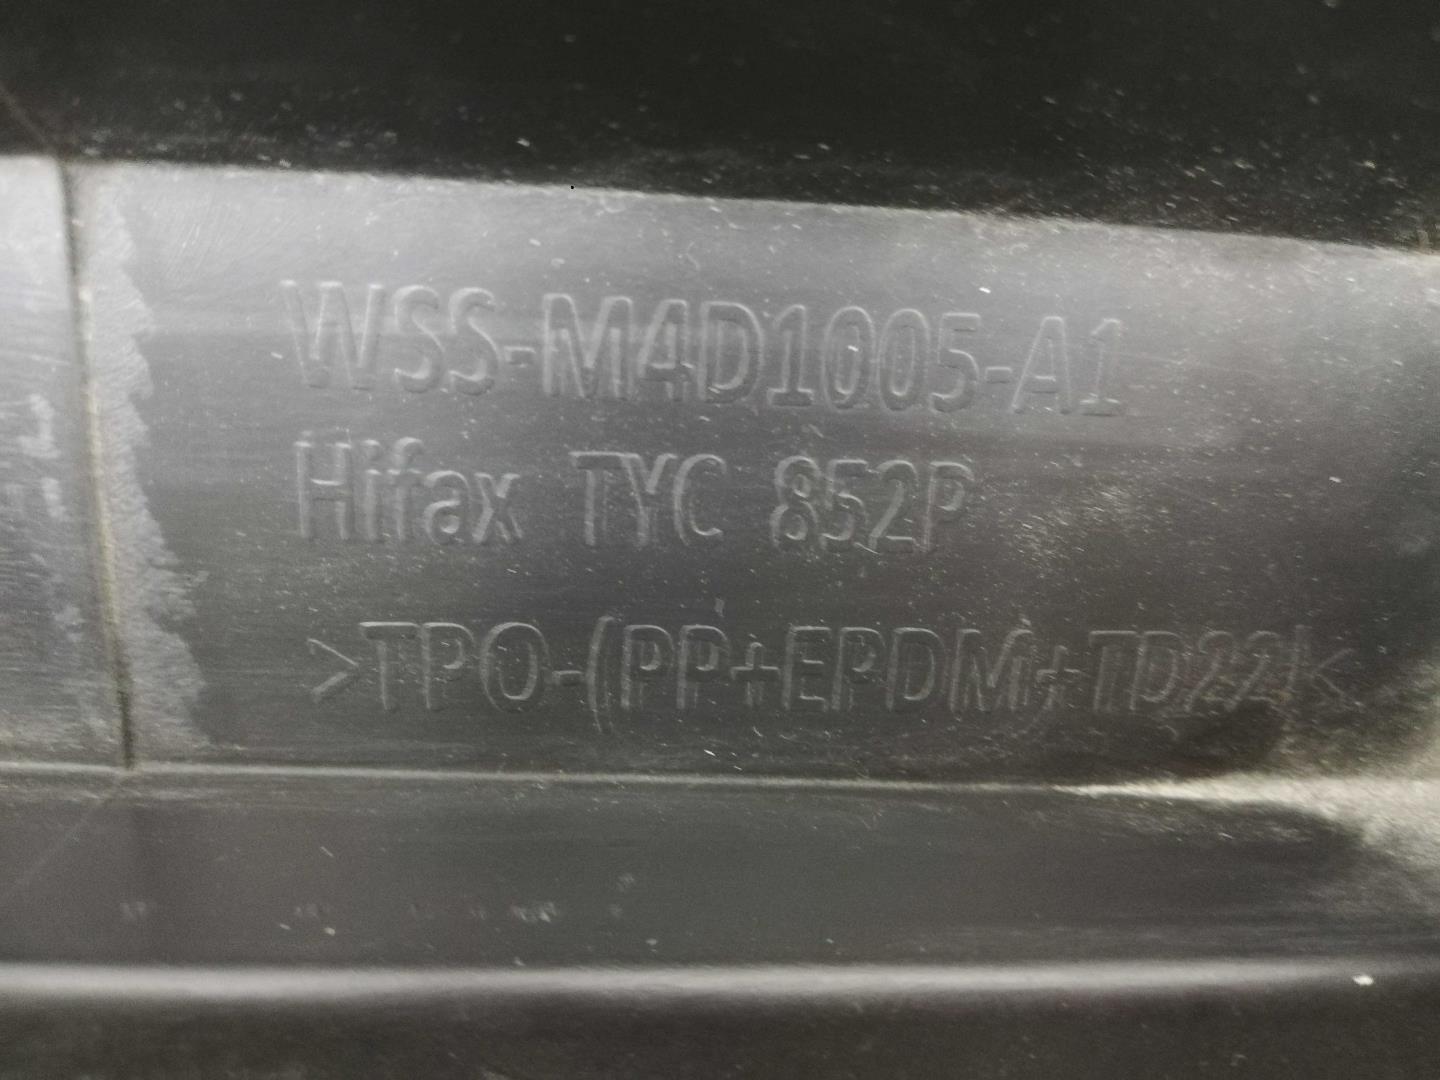 WSS-M4D1005-A1
Hifax TYC 852P
>TPO-(PP+EPDM)+TD22)<